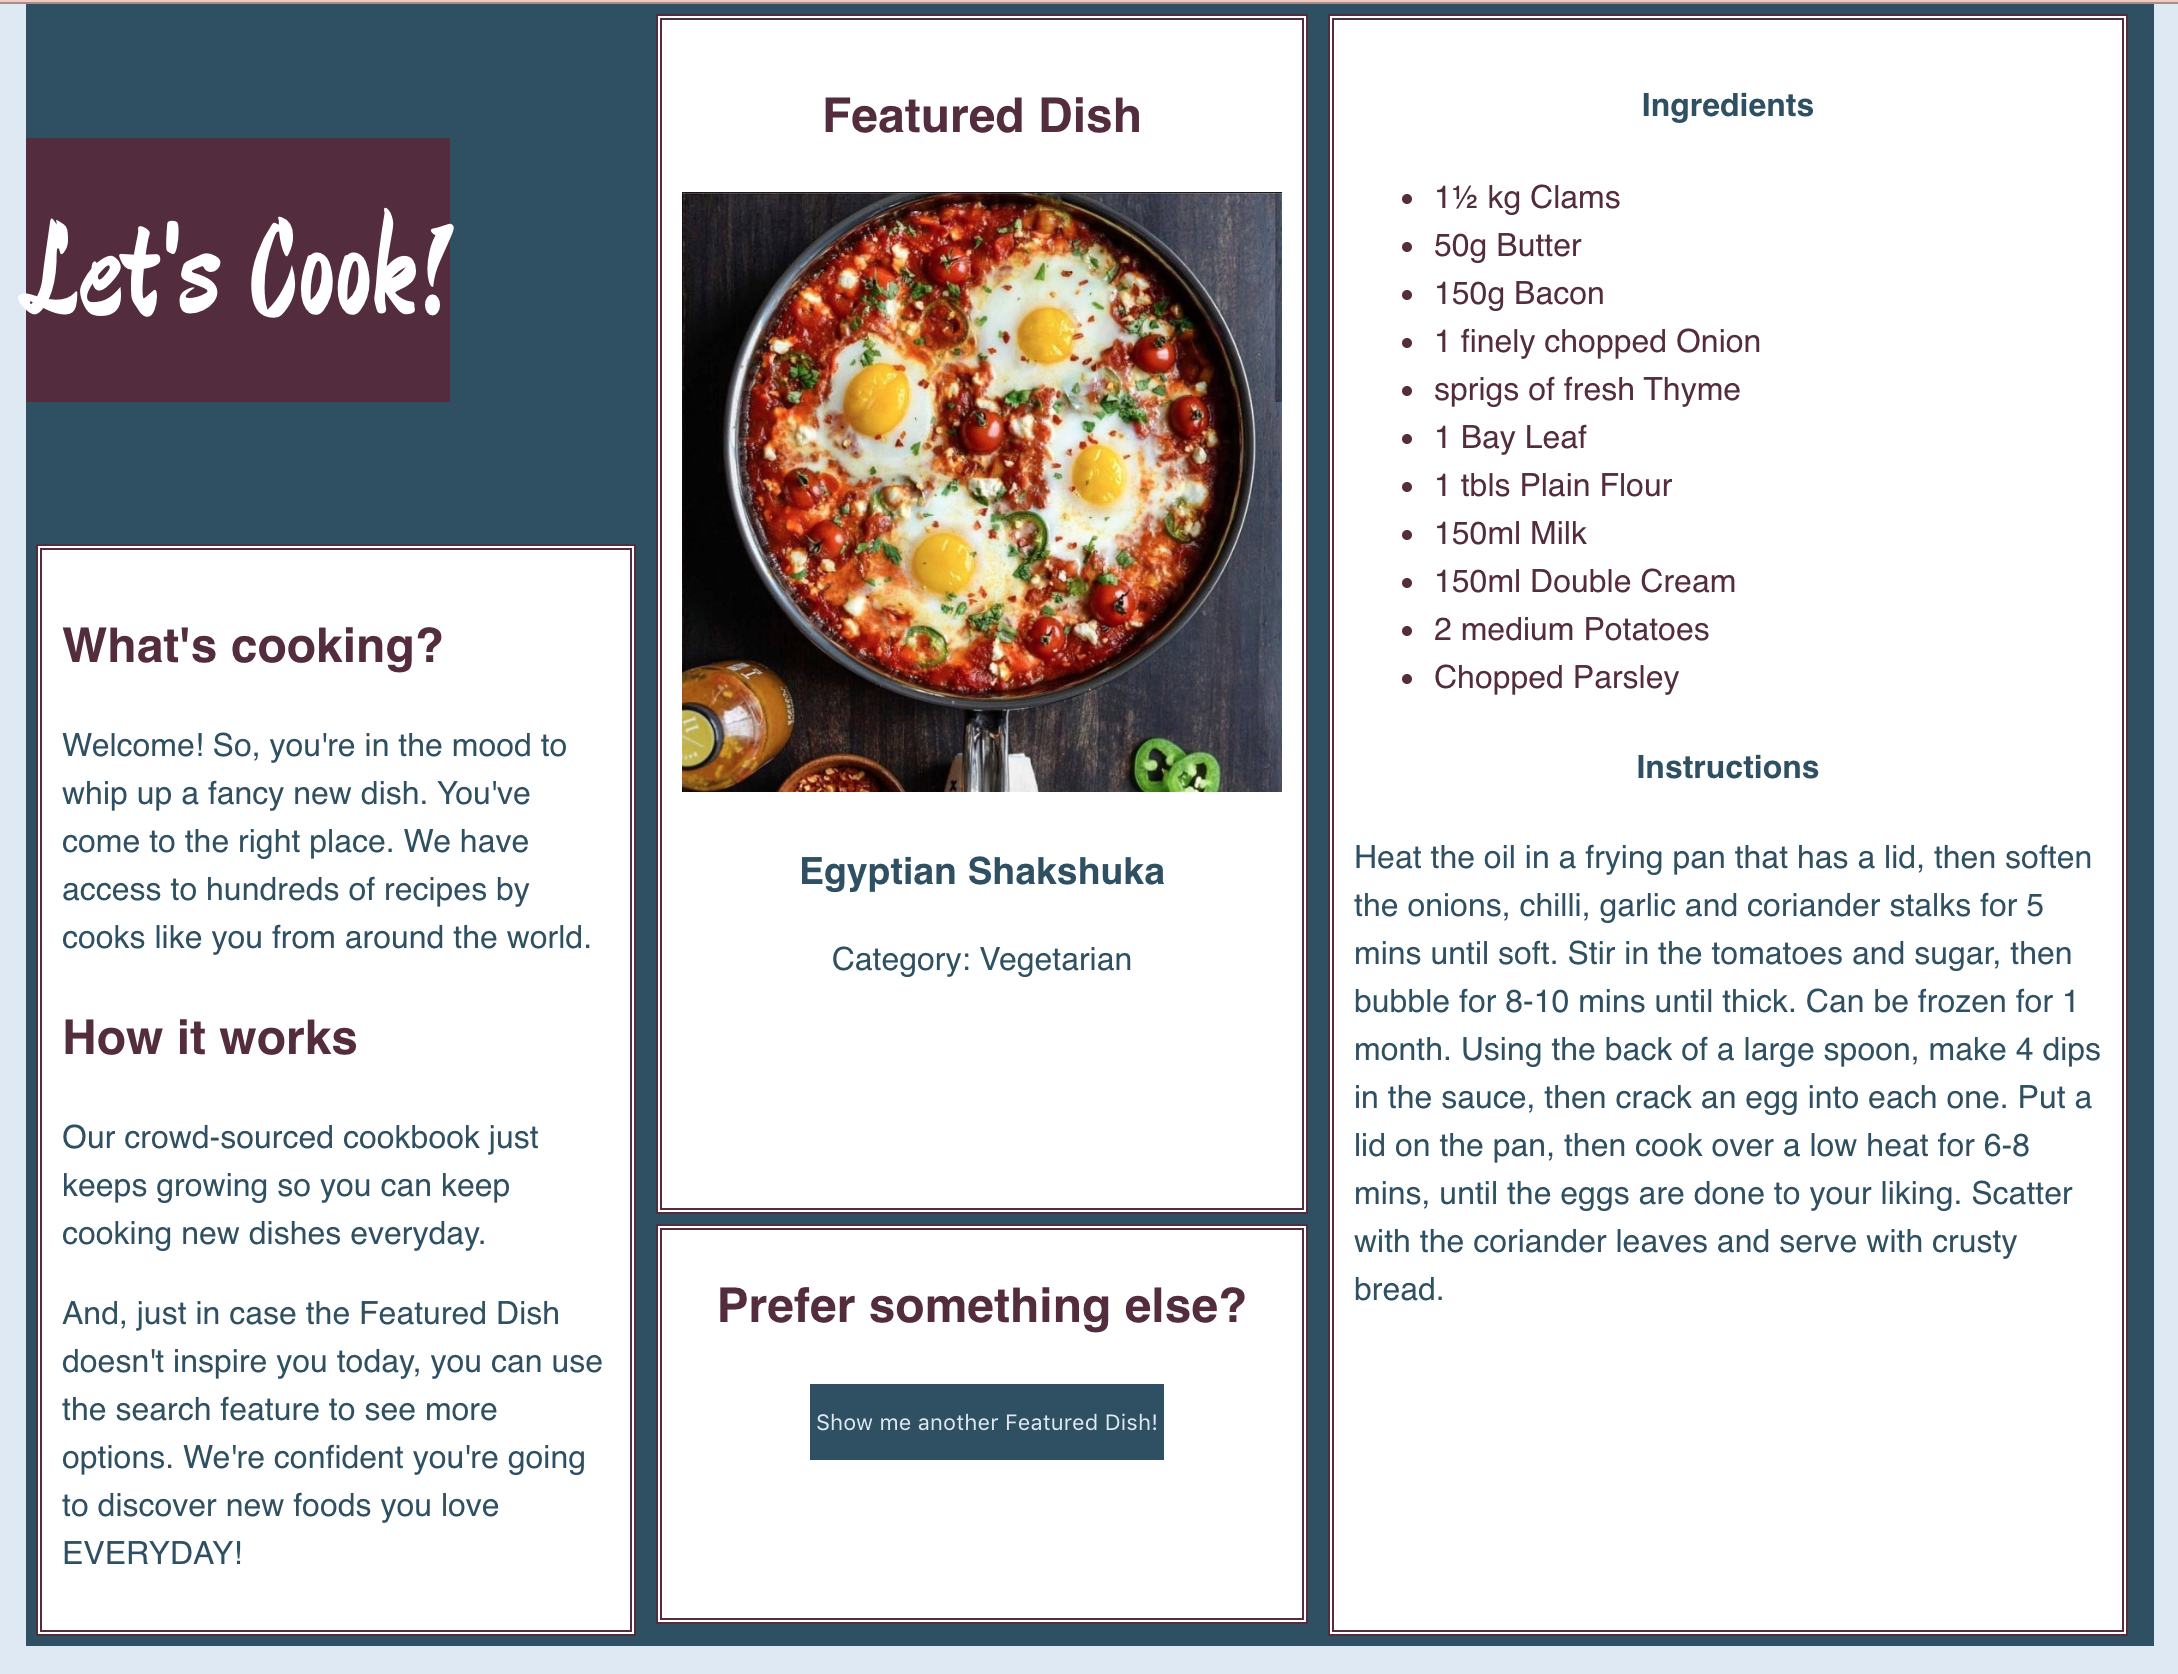 Let's Cook!
What's cooking?
Welcome! So, you're in the mood to
whip up a fancy new dish. You've
come to the right place. We have
access to hundreds of recipes by
cooks like you from around the world.
How it works
Our crowd-sourced cookbook just
keeps growing so you can keep
cooking new dishes everyday.
And, just in case the Featured Dish
doesn't inspire you today, you can use
the search feature to see more
options. We're confident you're going
to discover new foods you love
EVERYDAY!
Featured Dish
Egyptian Shakshuka
Category: Vegetarian
Prefer something else?
Show me another Featured Dish!
Ingredients
• 1½ kg Clams
• 50g Butter
• 150g Bacon
• 1 finely chopped Onion
• sprigs of fresh Thyme
• 1 Bay Leaf
• 1 tbls Plain Flour
• 150ml Milk
• 150ml Double Cream
• 2 medium Potatoes
• Chopped Parsley
Instructions
Heat the oil in a frying pan that has a lid, then soften
the onions, chilli, garlic and coriander stalks for 5
mins until soft. Stir in the tomatoes and sugar, then
bubble for 8-10 mins until thick. Can be frozen for 1
month. Using the back of a large spoon, make 4 dips
in the sauce, then crack an egg into each one. Put a
lid on the pan, then cook over a low heat for 6-8
mins, until the eggs are done to your liking. Scatter
with the coriander leaves and serve with crusty
bread.